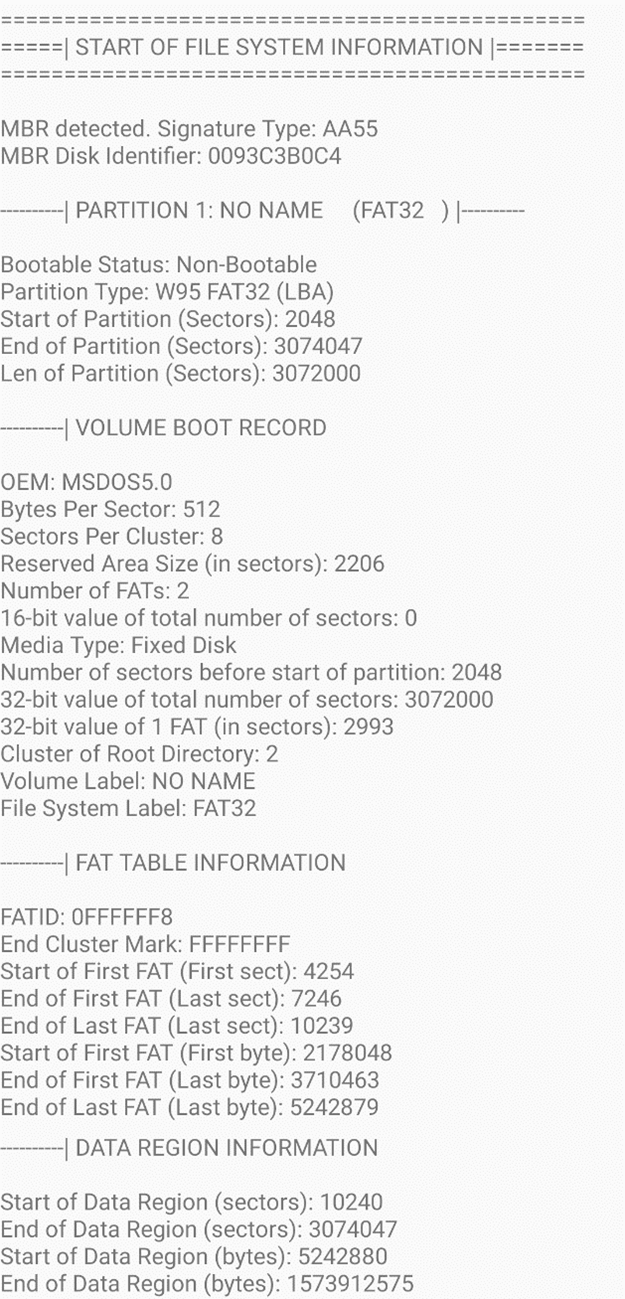 ===========================================
=====| START OF FILE SYSTEM INFORMATION |=======
===========================================
MBR detected. Signature Type: AA55
MBR Disk Identifier: 0093C3B0C4
----------| PARTITION 1: NO NAME     (FAT32   ) |----------
Bootable Status: Non-Bootable
Partition Type: W95 FAT32 (LBA)
Start of Partition (Sectors): 2048
End of Partition (Sectors): 3074047
Len of Partition (Sectors): 3072000
----------| VOLUME BOOT RECORD
OEM: MSDOS5.0
Bytes Per Sector: 512
Sectors Per Cluster: 8
Reserved Area Size (in sectors): 2206
Number of FATs: 2
16-bit value of total number of sectors: 0
Media Type: Fixed Disk
Number of sectors before start of partition: 2048
32-bit value of total number of sectors: 3072000
32-bit value of 1 FAT (in sectors): 2993
Cluster of Root Directory: 2
Volume Label: NO NAME
File System Label: FAT32
----------| FAT TABLE INFORMATION
FATID: 0FFFFFF8
End Cluster Mark: FFFFFFFF
Start of First FAT (First sect): 4254
End of First FAT (Last sect): 7246
End of Last FAT (Last sect): 10239
Start of First FAT (First byte): 2178048
End of First FAT (Last byte): 3710463
End of Last FAT (Last byte): 5242879
----------| DATA REGION INFORMATION
Start of Data Region (sectors): 10240
End of Data Region (sectors): 3074047
Start of Data Region (bytes): 5242880
End of Data Region (bytes): 1573912575